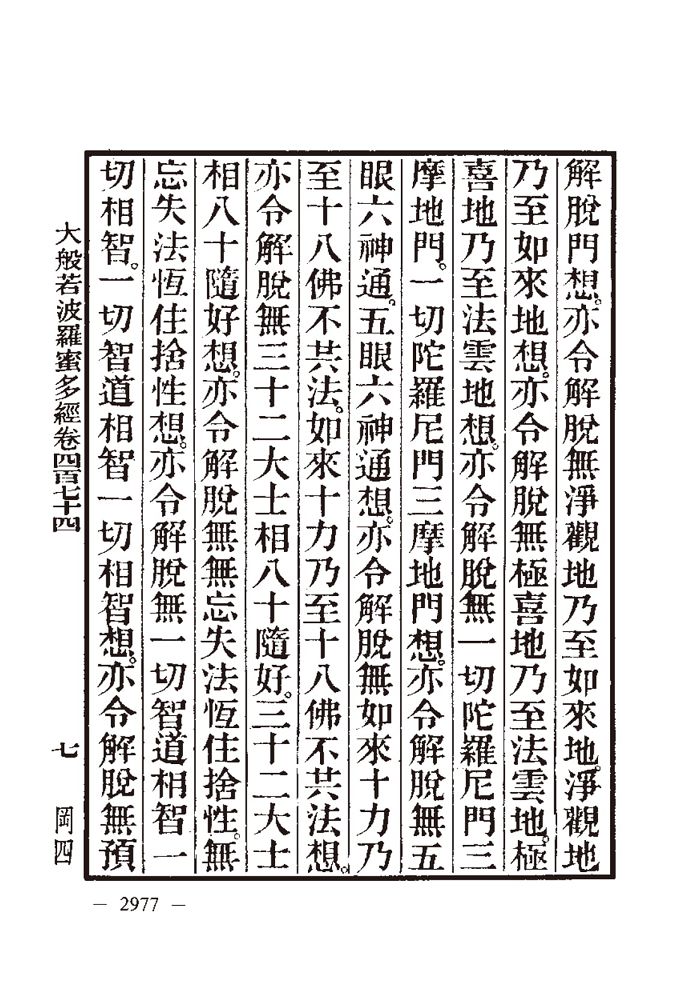 解脫門想。亦令解脫無淨觀地乃至如來地。淨觀地
乃至如來地想。亦令解脫無極喜地乃至法雲地。極
喜地乃至法雲地想。亦令解脫無一切陀羅尼門三
摩地門。一切陀羅尼門三摩地門想。亦令解脫無五
眼六神通。五眼六神通想。亦令解脫無如來十力乃
至十八佛不共法。如來十力乃至十八佛不共法想。
亦令解脫無三十二大士相八十隨好。三十二大士
相八十隨好想。亦令解脫無無忘失法恆住捨性。無
忘失法恆住捨性想。亦令解脫無一切智道相智一
切相智。一切智道相智一切相智想。亦令解脫無預
大般若波羅蜜多經卷四百七十四
七
岡四
— 2977 —